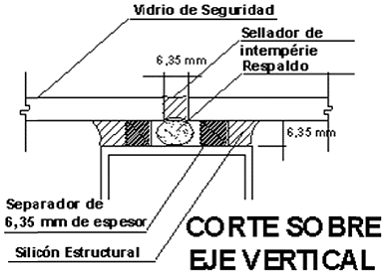 Vidrio de Seguridad
Sellador de
intempérie
6,35 mm
Respaldo
6,35 mm
Separador de
6,35 mm de espesor
Silicón Estructural
CORTE SOBRE
EJE VERTICAL